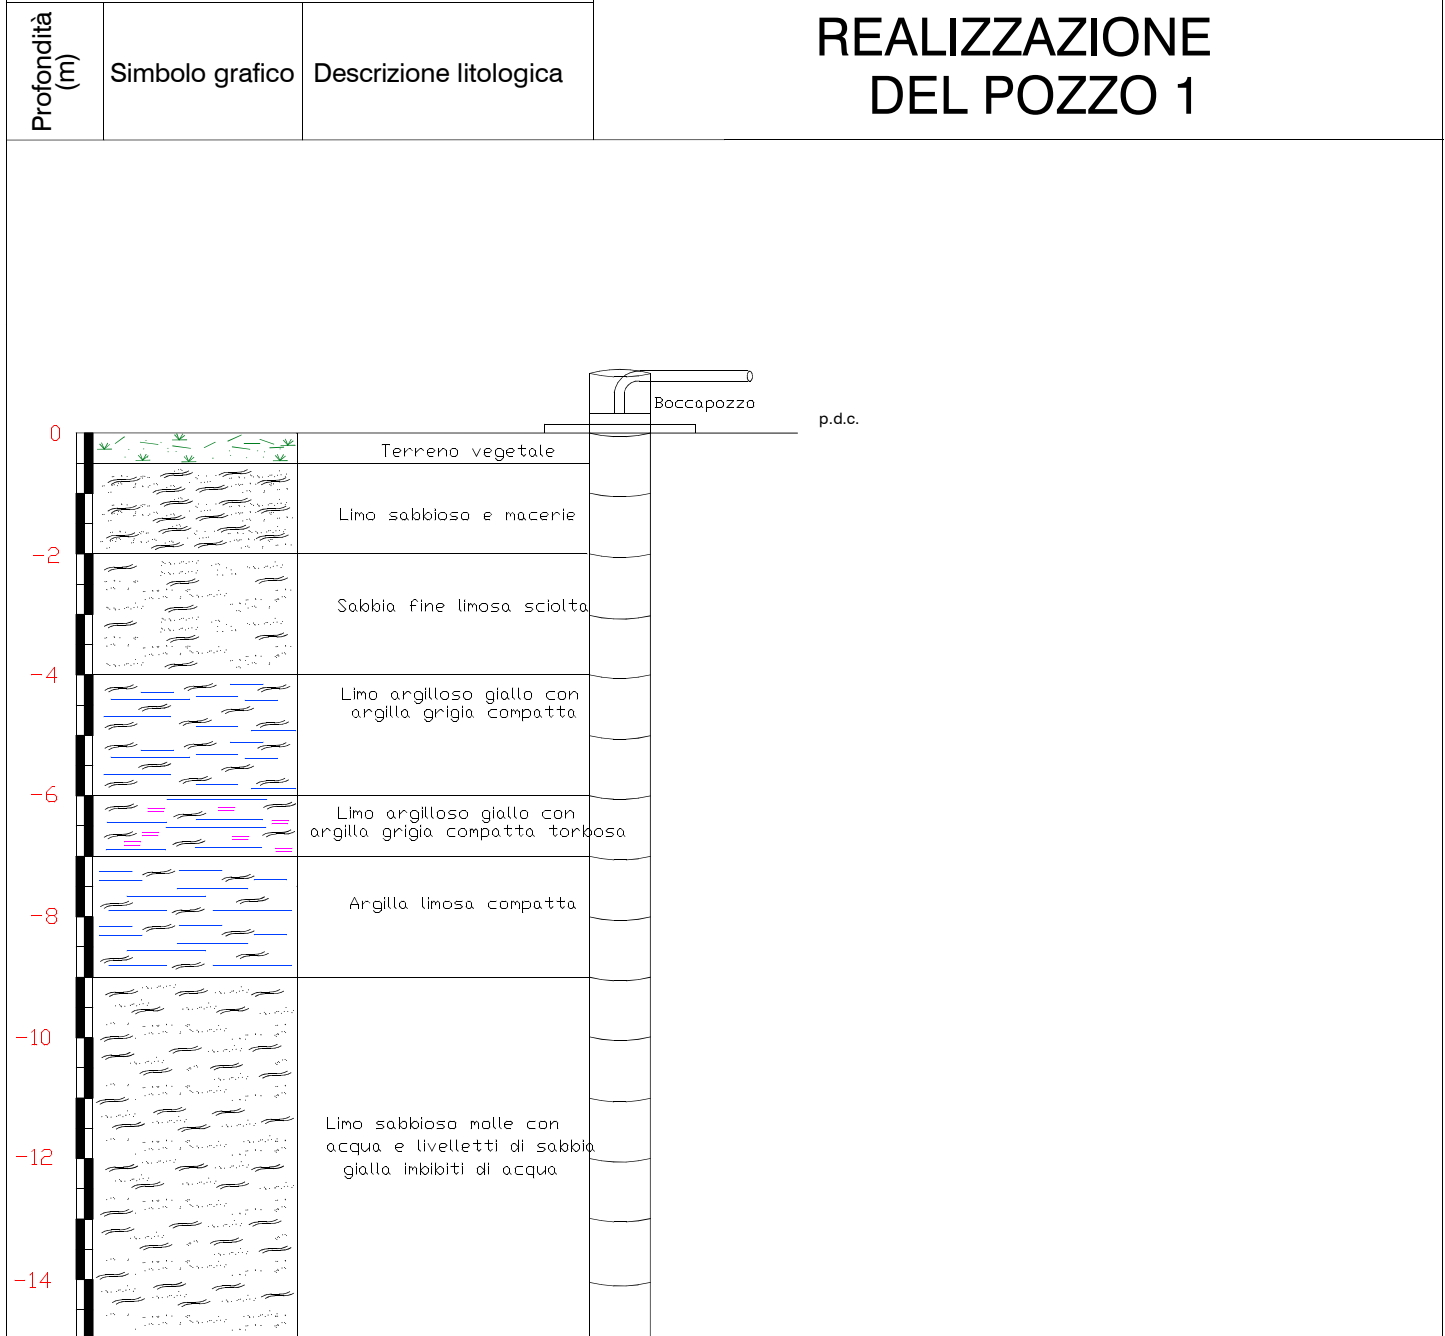 Profondità
(m)
Simbolo grafico
Descrizione litologica
REALIZZAZIONE
DEL POZZO 1
Boccapozzo
p.d.c.
0
Terreno vegetale
Limo sabbioso e macerie
-2
Sabbia fine limosa sciolta
-4
Limo argilloso giallo con
argilla grigia compatta
-6
Limo argilloso giallo con
argilla grigia compatta torbosa
Argilla limosa compatta
-8
-10
Limo sabbioso molle con
acqua e livelletti di sabbia
gialla imbibiti di acqua
-12
-14